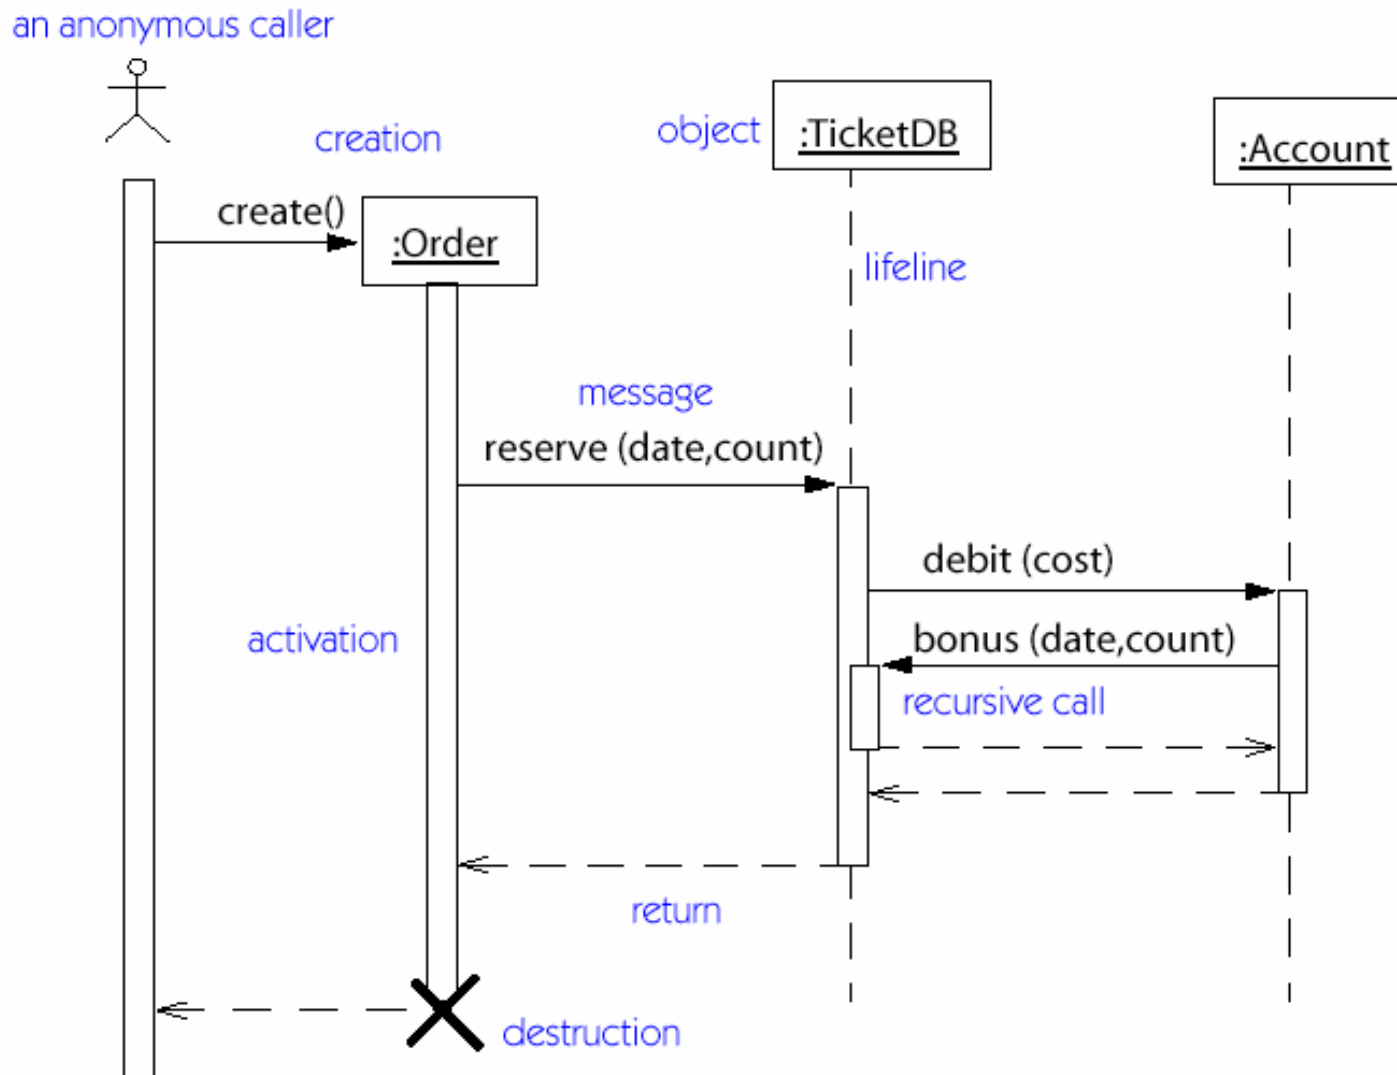 an anonymous caller
creation
object
:TicketDB
:Account
create()
:Order
lifeline
message
reserve (date,count)
debit (cost)
activation
bonus (date,count)
recursive call
return
destruction